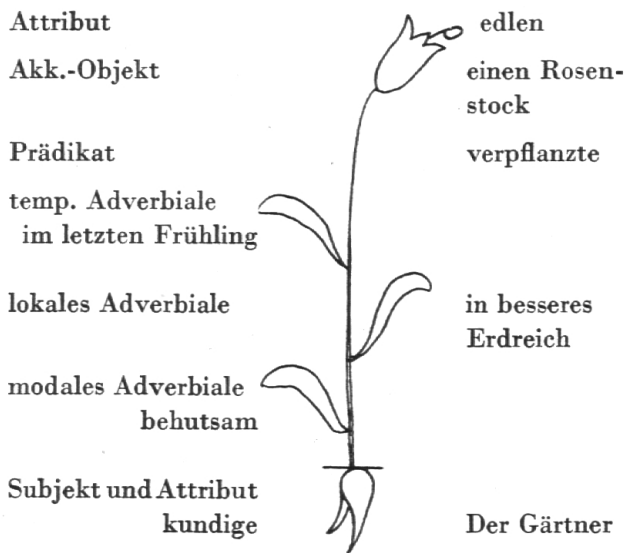 Attribut edlen
Akk.-Objekt einen Rosen-
stock
Prädikat verpflanzte
temp. Adverbiale
im letzten Frühling
lokales Adverbiale in besseres
Erdreich
modales Adverbiale
behutsam
Subjekt und Attribut
kundige Der Gärtner